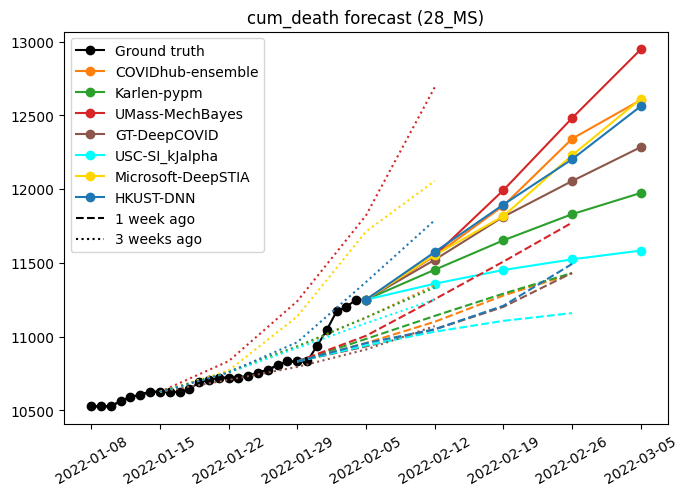 cum_death forecast (28_MS)
13000
12500
12000
11500
11000
10500
Ground truth
COVIDhub-ensemble
Karlen-pypm
UMass-MechBayes
GT-DeepCOVID
USC-SI_kJalpha
Microsoft-DeepSTIA
HKUST-DNN
1 week ago
3 weeks ago
2022-01-08
2022-01-15
2022-01-22
2022-01-29
2022-02-05
2022-02-12
2022-02-19
2022-02-26
2022-03-05